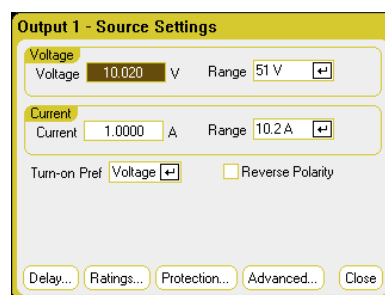 Output 1 - Source Settings
Voltage
Voltage 10.020 V Range 51 V
Current
Current 1.0000 A Range 10.2 A
Turn-on Pref Voltage Reverse Polarity
Delay... Ratings... Protection... Advanced... Close